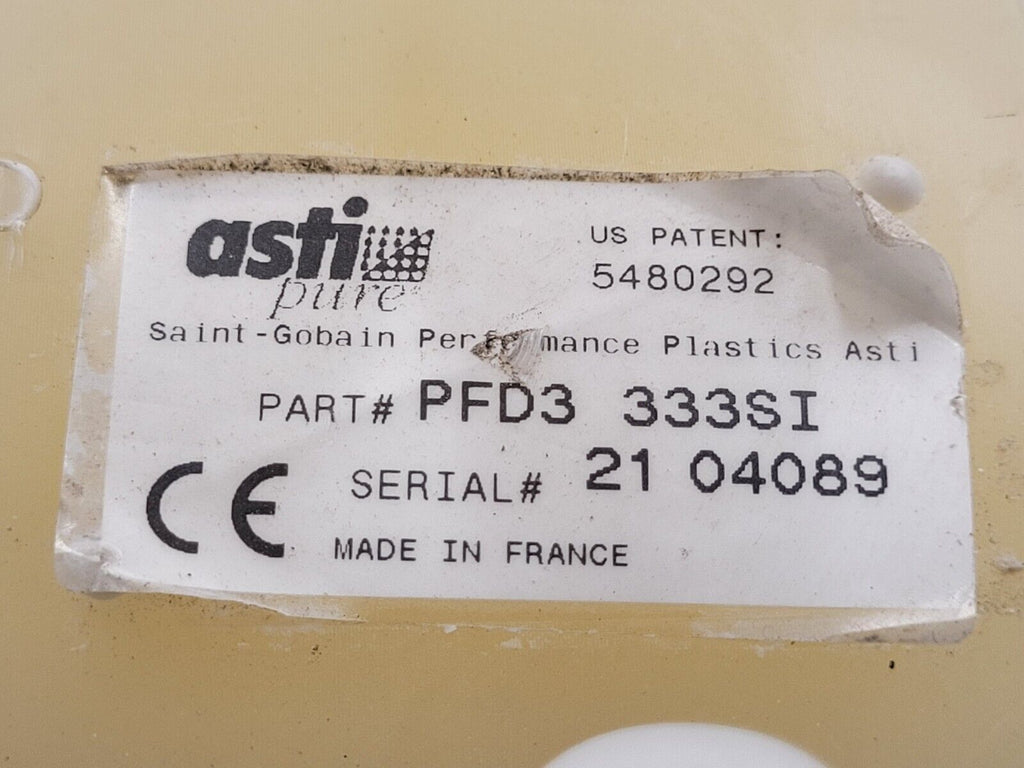 asti
pure
US PATENT:
5480292
Saint-Gobain Performance Plastics Asti
PART# PFD3 333SI
SERIAL# 21 04089
CE
MADE IN FRANCE